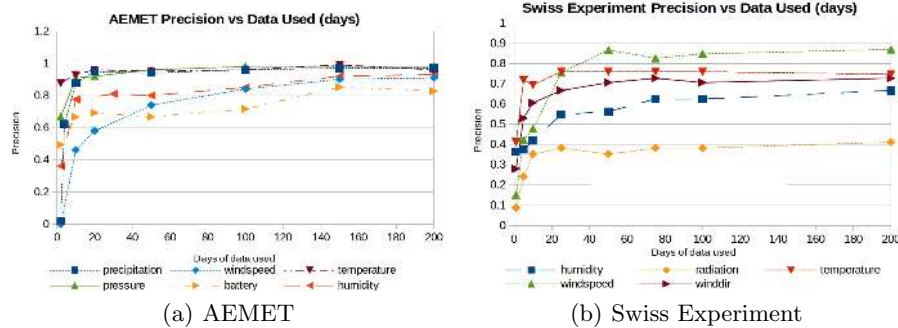 AEMET Precision vs Data Used (days)
1.2
1
0.8
0.6
0.4
0.2
0
Precision
0 20 40 60 80 100 120 140 160 180 200
Days of data used
precipitation windspeed temperature
pressure battery humidity
(a) AEMET
Swiss Experiment Precision vs Data Used (days)
1
0.9
0.8
0.7
0.6
0.5
0.4
0.3
0.2
0.1
0
Precision
0 20 40 60 80 100 120 140 160 180 200
Days of data used
humidity radiation temperature
windspeed winddir
(b) Swiss Experiment